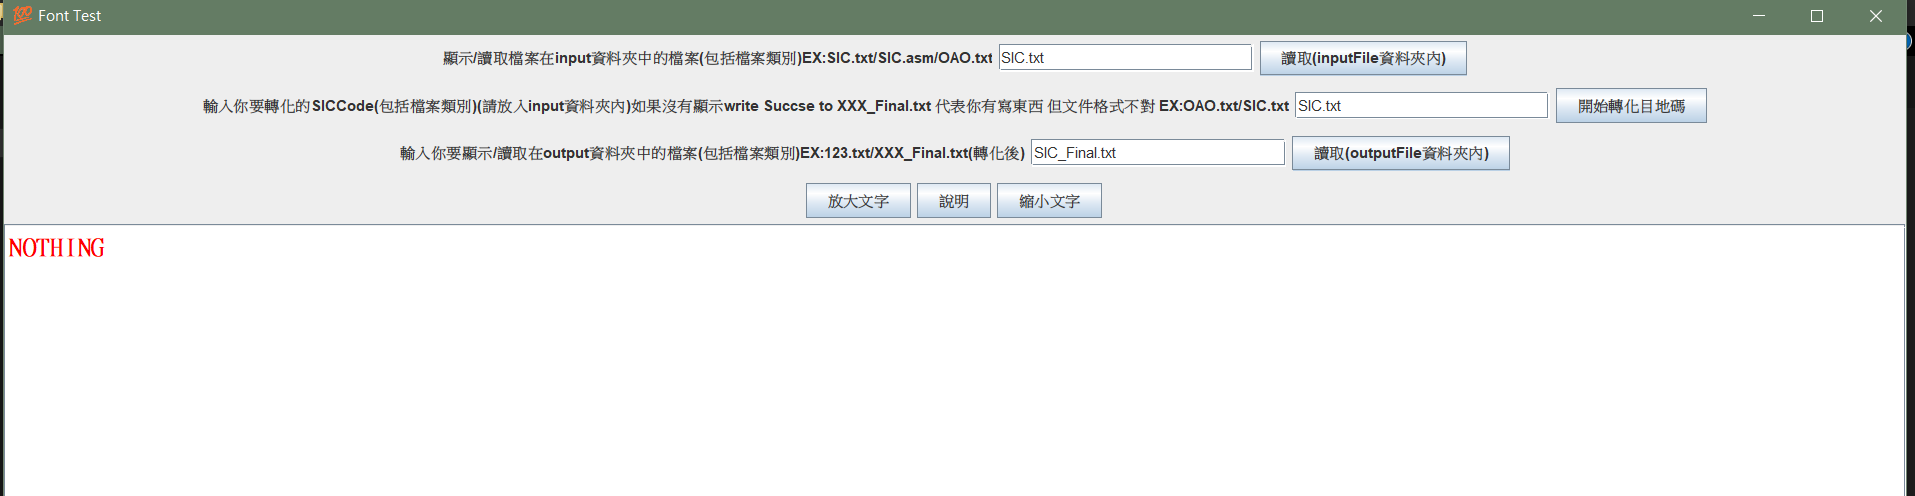 💯 Font Test
顯示/讀取檔案在input資料夾中的檔案(包括檔案類別)EX:SIC.txt/SIC.asm/OAO.txt SIC.txt 讀取(inputFile資料夾內)
輸入你要轉化的SICCode(包括檔案類別)(請放入input資料夾內)如果沒有顯示write Succse to XXX_Final.txt 代表你有寫東西 但文件格式不對 EX:OAO.txt/SIC.txt SIC.txt 開始轉化目地碼
輸入你要顯示/讀取在output資料夾中的檔案(包括檔案類別)EX:123.txt/XXX_Final.txt(轉化後) SIC_Final.txt 讀取(outputFile資料夾內)
放大文字 說明 縮小文字
NOTHING